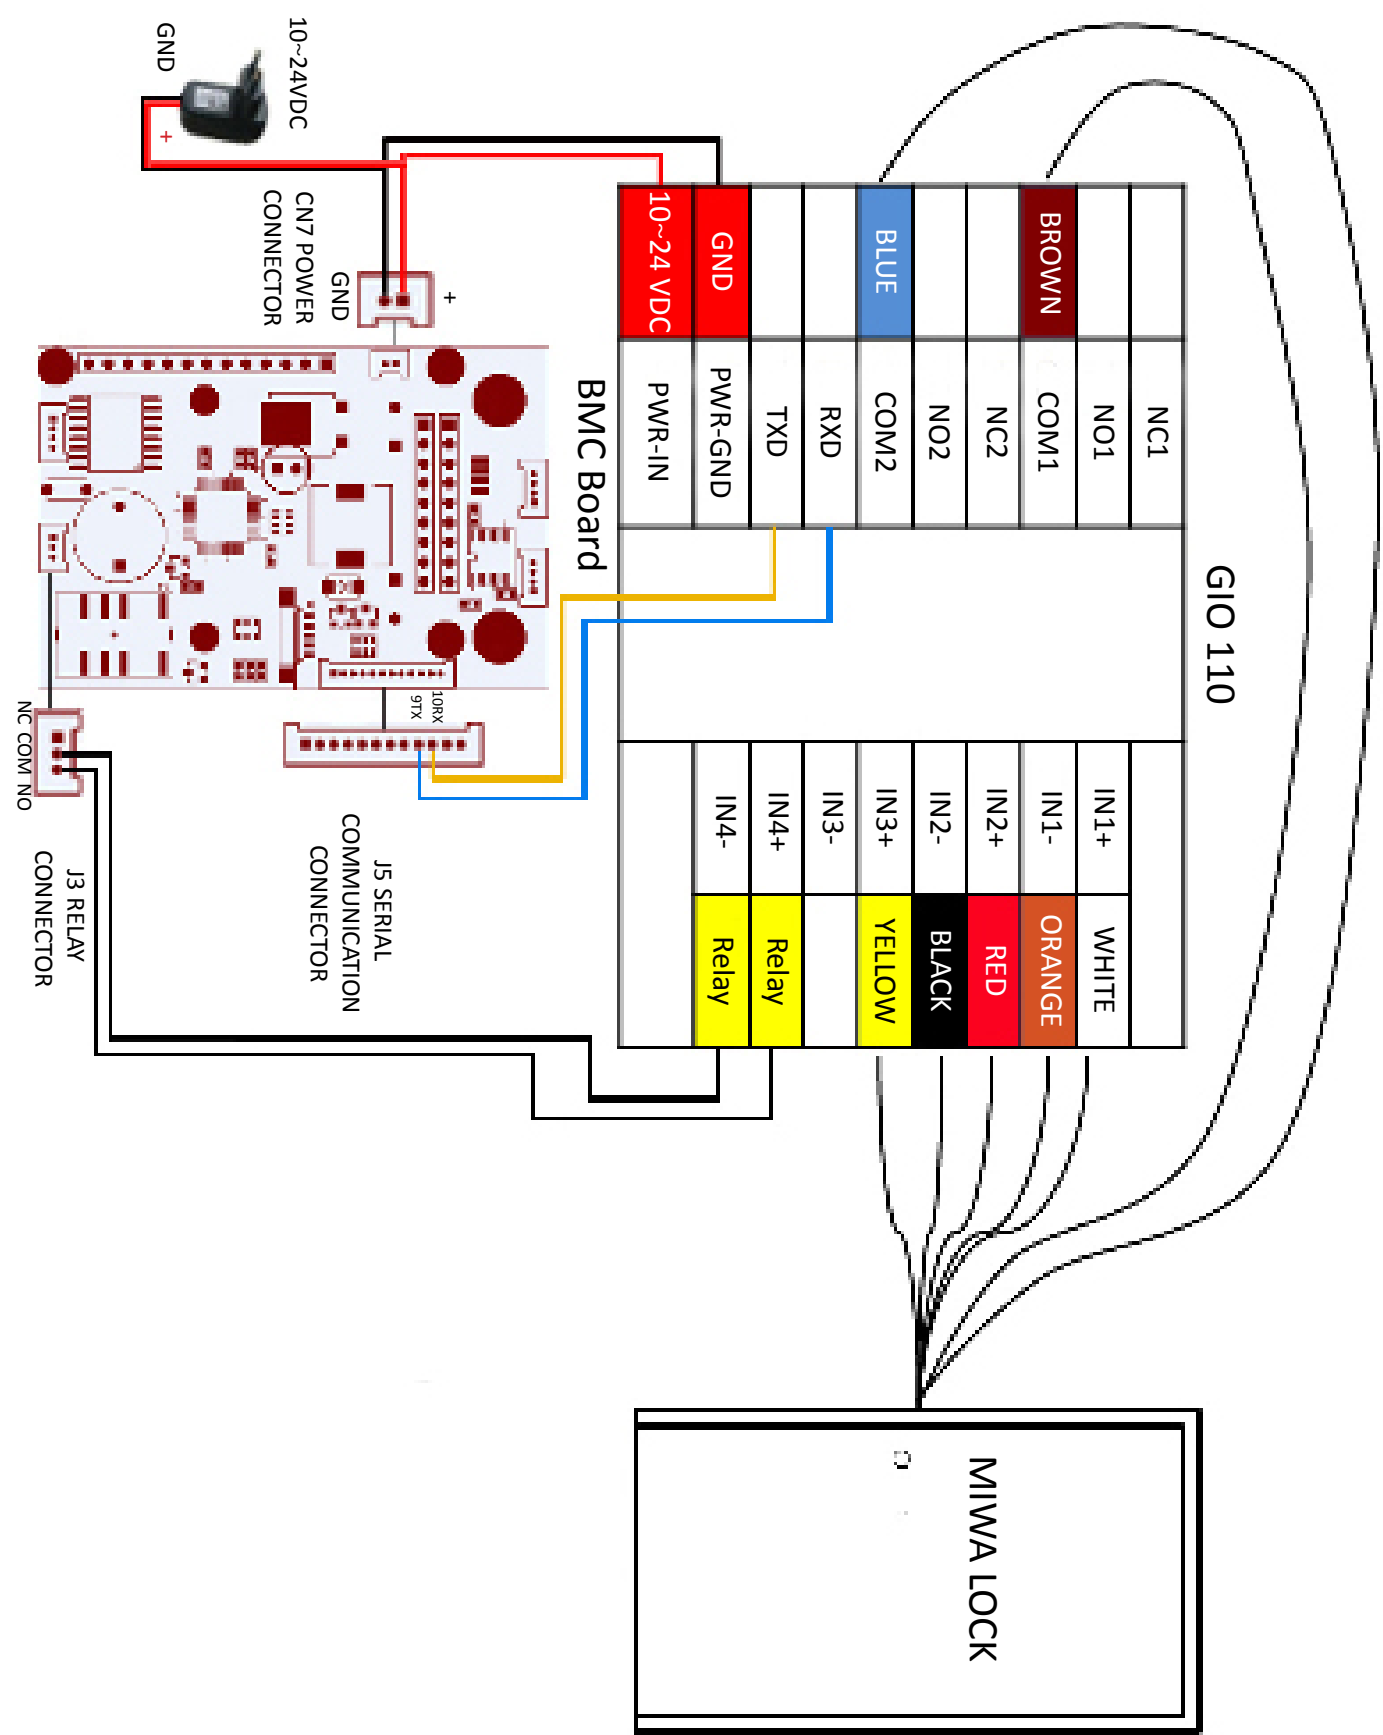 10~24VDC
GND
+
CN7 POWER
CONNECTOR
GND
+
BMC Board
GIO 110
BROWN
BLUE
GND
10~24 VDC
NC1
NO1
COM1
NC2
NO2
COM2
RXD
TXD
PWR-GND
PWR-IN
IN1+
IN1-
IN2+
IN2-
IN3+
IN3-
IN4+
IN4-
WHITE
ORANGE
RED
BLACK
YELLOW
Relay
Relay
10RX
9TX
J5 SERIAL
COMMUNICATION
CONNECTOR
NC COM NO
J3 RELAY
CONNECTOR
MIWA LOCK